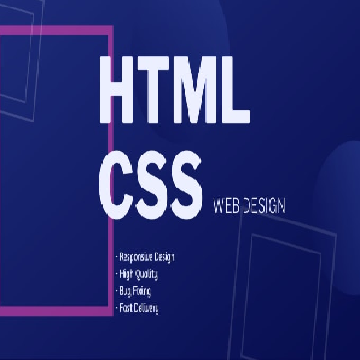 HTML
CSS
WEB DESIGN
· Responsive Design
· High Quality
· Bug Fixing
· Fast Delivery